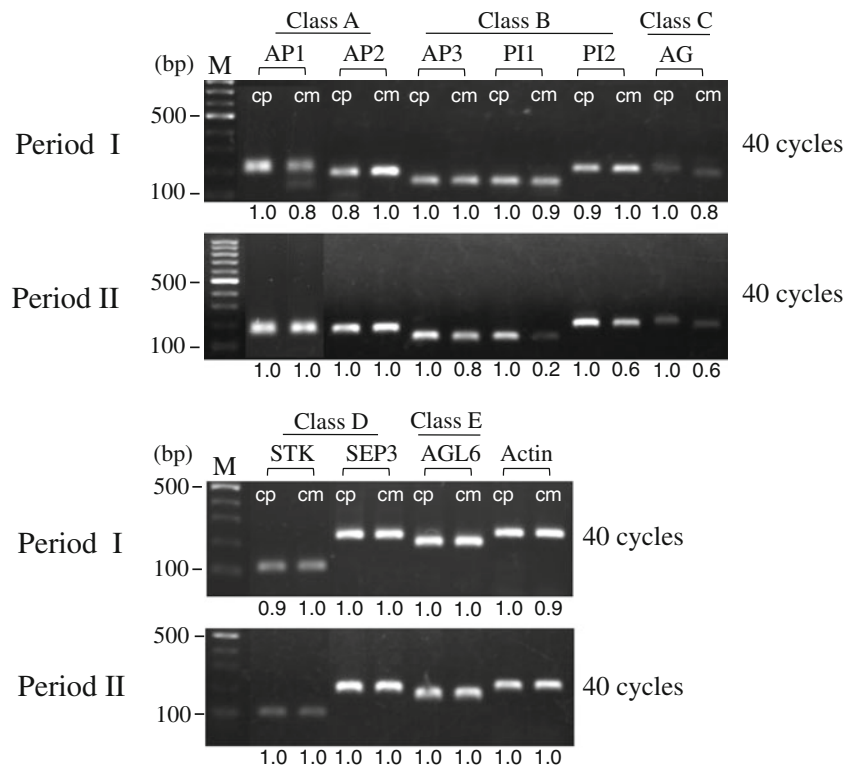 Class A Class B Class C
(bp) M AP1 AP2 AP3 PI1 PI2 AG
cp cm cp cm cp cm cp cm cp cm cp cm
500
Period I 40 cycles
100
1.0 0.8 0.8 1.0 1.0 1.0 1.0 0.9 0.9 1.0 1.0 0.8
500 40 cycles
Period II
100
1.0 1.0 1.0 1.0 1.0 0.8 1.0 0.2 1.0 0.6 1.0 0.6
Class D Class E
(bp) M STK SEP3 AGL6 Actin
500 cp cm cp cm cp cm cp cm
Period I 40 cycles
100
0.9 1.0 1.0 1.0 1.0 1.0 1.0 0.9
500
Period II 40 cycles
100
1.0 1.0 1.0 1.0 1.0 1.0 1.0 1.0